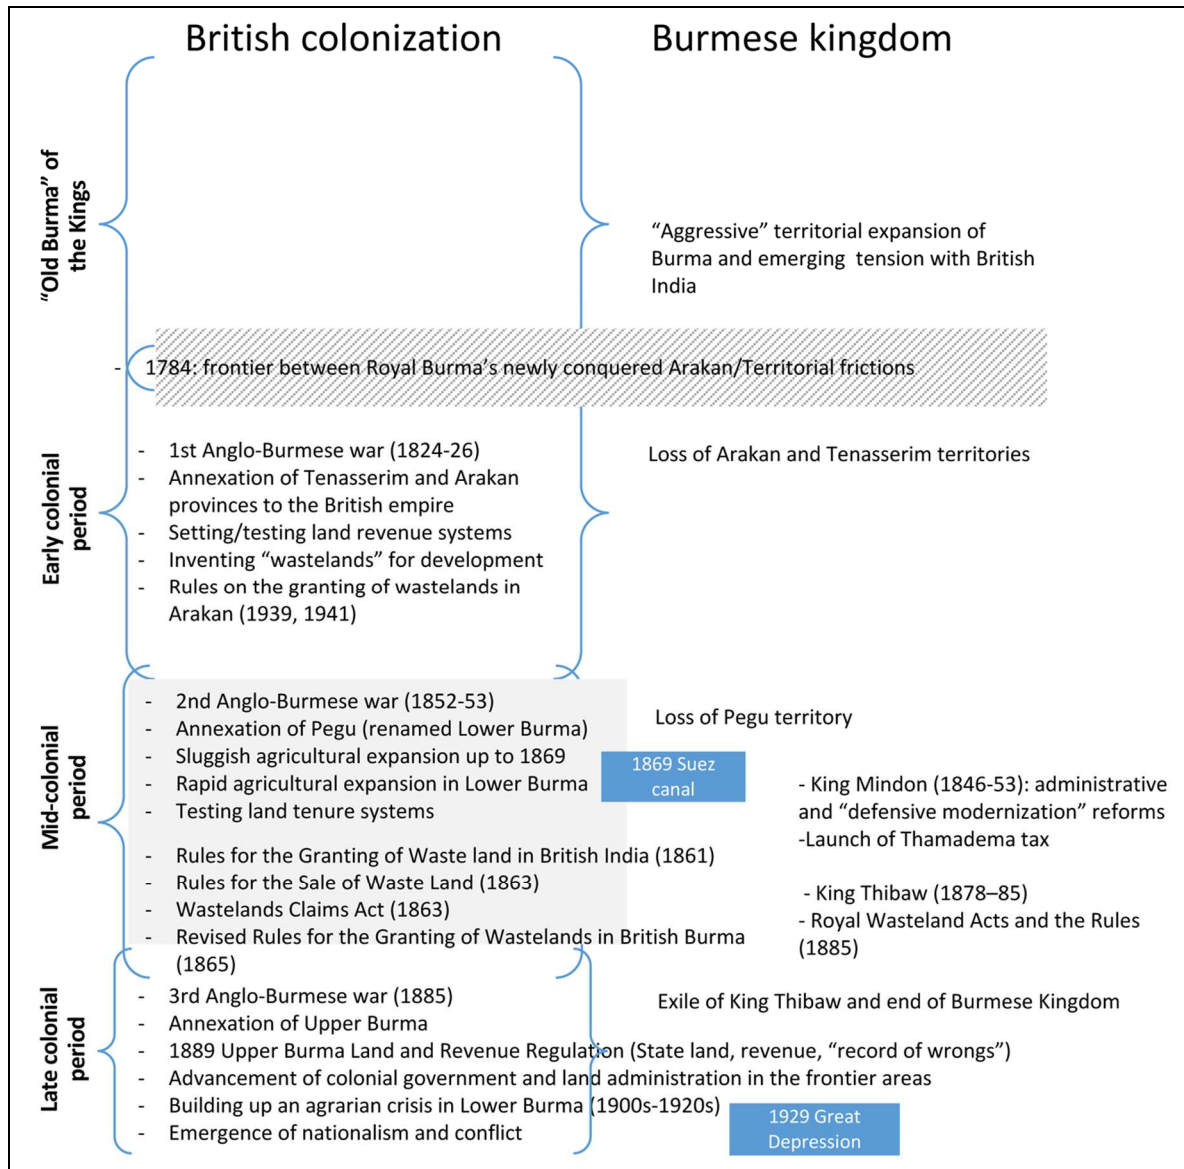 British colonization
Burmese kingdom
“Old Burma” of
the Kings
“Aggressive” territorial expansion of
Burma and emerging tension with British
India
- 1784: frontier between Royal Burma’s newly conquered Arakan/Territorial frictions
Early colonial
period
- 1st Anglo-Burmese war (1824-26)
- Annexation of Tenasserim and Arakan
provinces to the British empire
- Setting/testing land revenue systems
- Inventing “wastelands” for development
- Rules on the granting of wastelands in
Arakan (1939, 1941)
Loss of Arakan and Tenasserim territories
Mid-colonial
period
- 2nd Anglo-Burmese war (1852-53)
- Annexation of Pegu (renamed Lower Burma)
- Sluggish agricultural expansion up to 1869
- Rapid agricultural expansion in Lower Burma
- Testing land tenure systems
- Rules for the Granting of Waste land in British India (1861)
- Rules for the Sale of Waste Land (1863)
- Wastelands Claims Act (1863)
- Revised Rules for the Granting of Wastelands in British Burma
(1865)
Loss of Pegu territory
1869 Suez
canal
- King Mindon (1846-53): administrative
and “defensive modernization” reforms
-Launch of Thamadema tax
- King Thibaw (1878–85)
- Royal Wasteland Acts and the Rules
(1885)
Late colonial
period
- 3rd Anglo-Burmese war (1885)
- Annexation of Upper Burma
- 1889 Upper Burma Land and Revenue Regulation (State land, revenue, “record of wrongs”)
- Advancement of colonial government and land administration in the frontier areas
- Building up an agrarian crisis in Lower Burma (1900s-1920s)
- Emergence of nationalism and conflict
Exile of King Thibaw and end of Burmese Kingdom
1929 Great
Depression